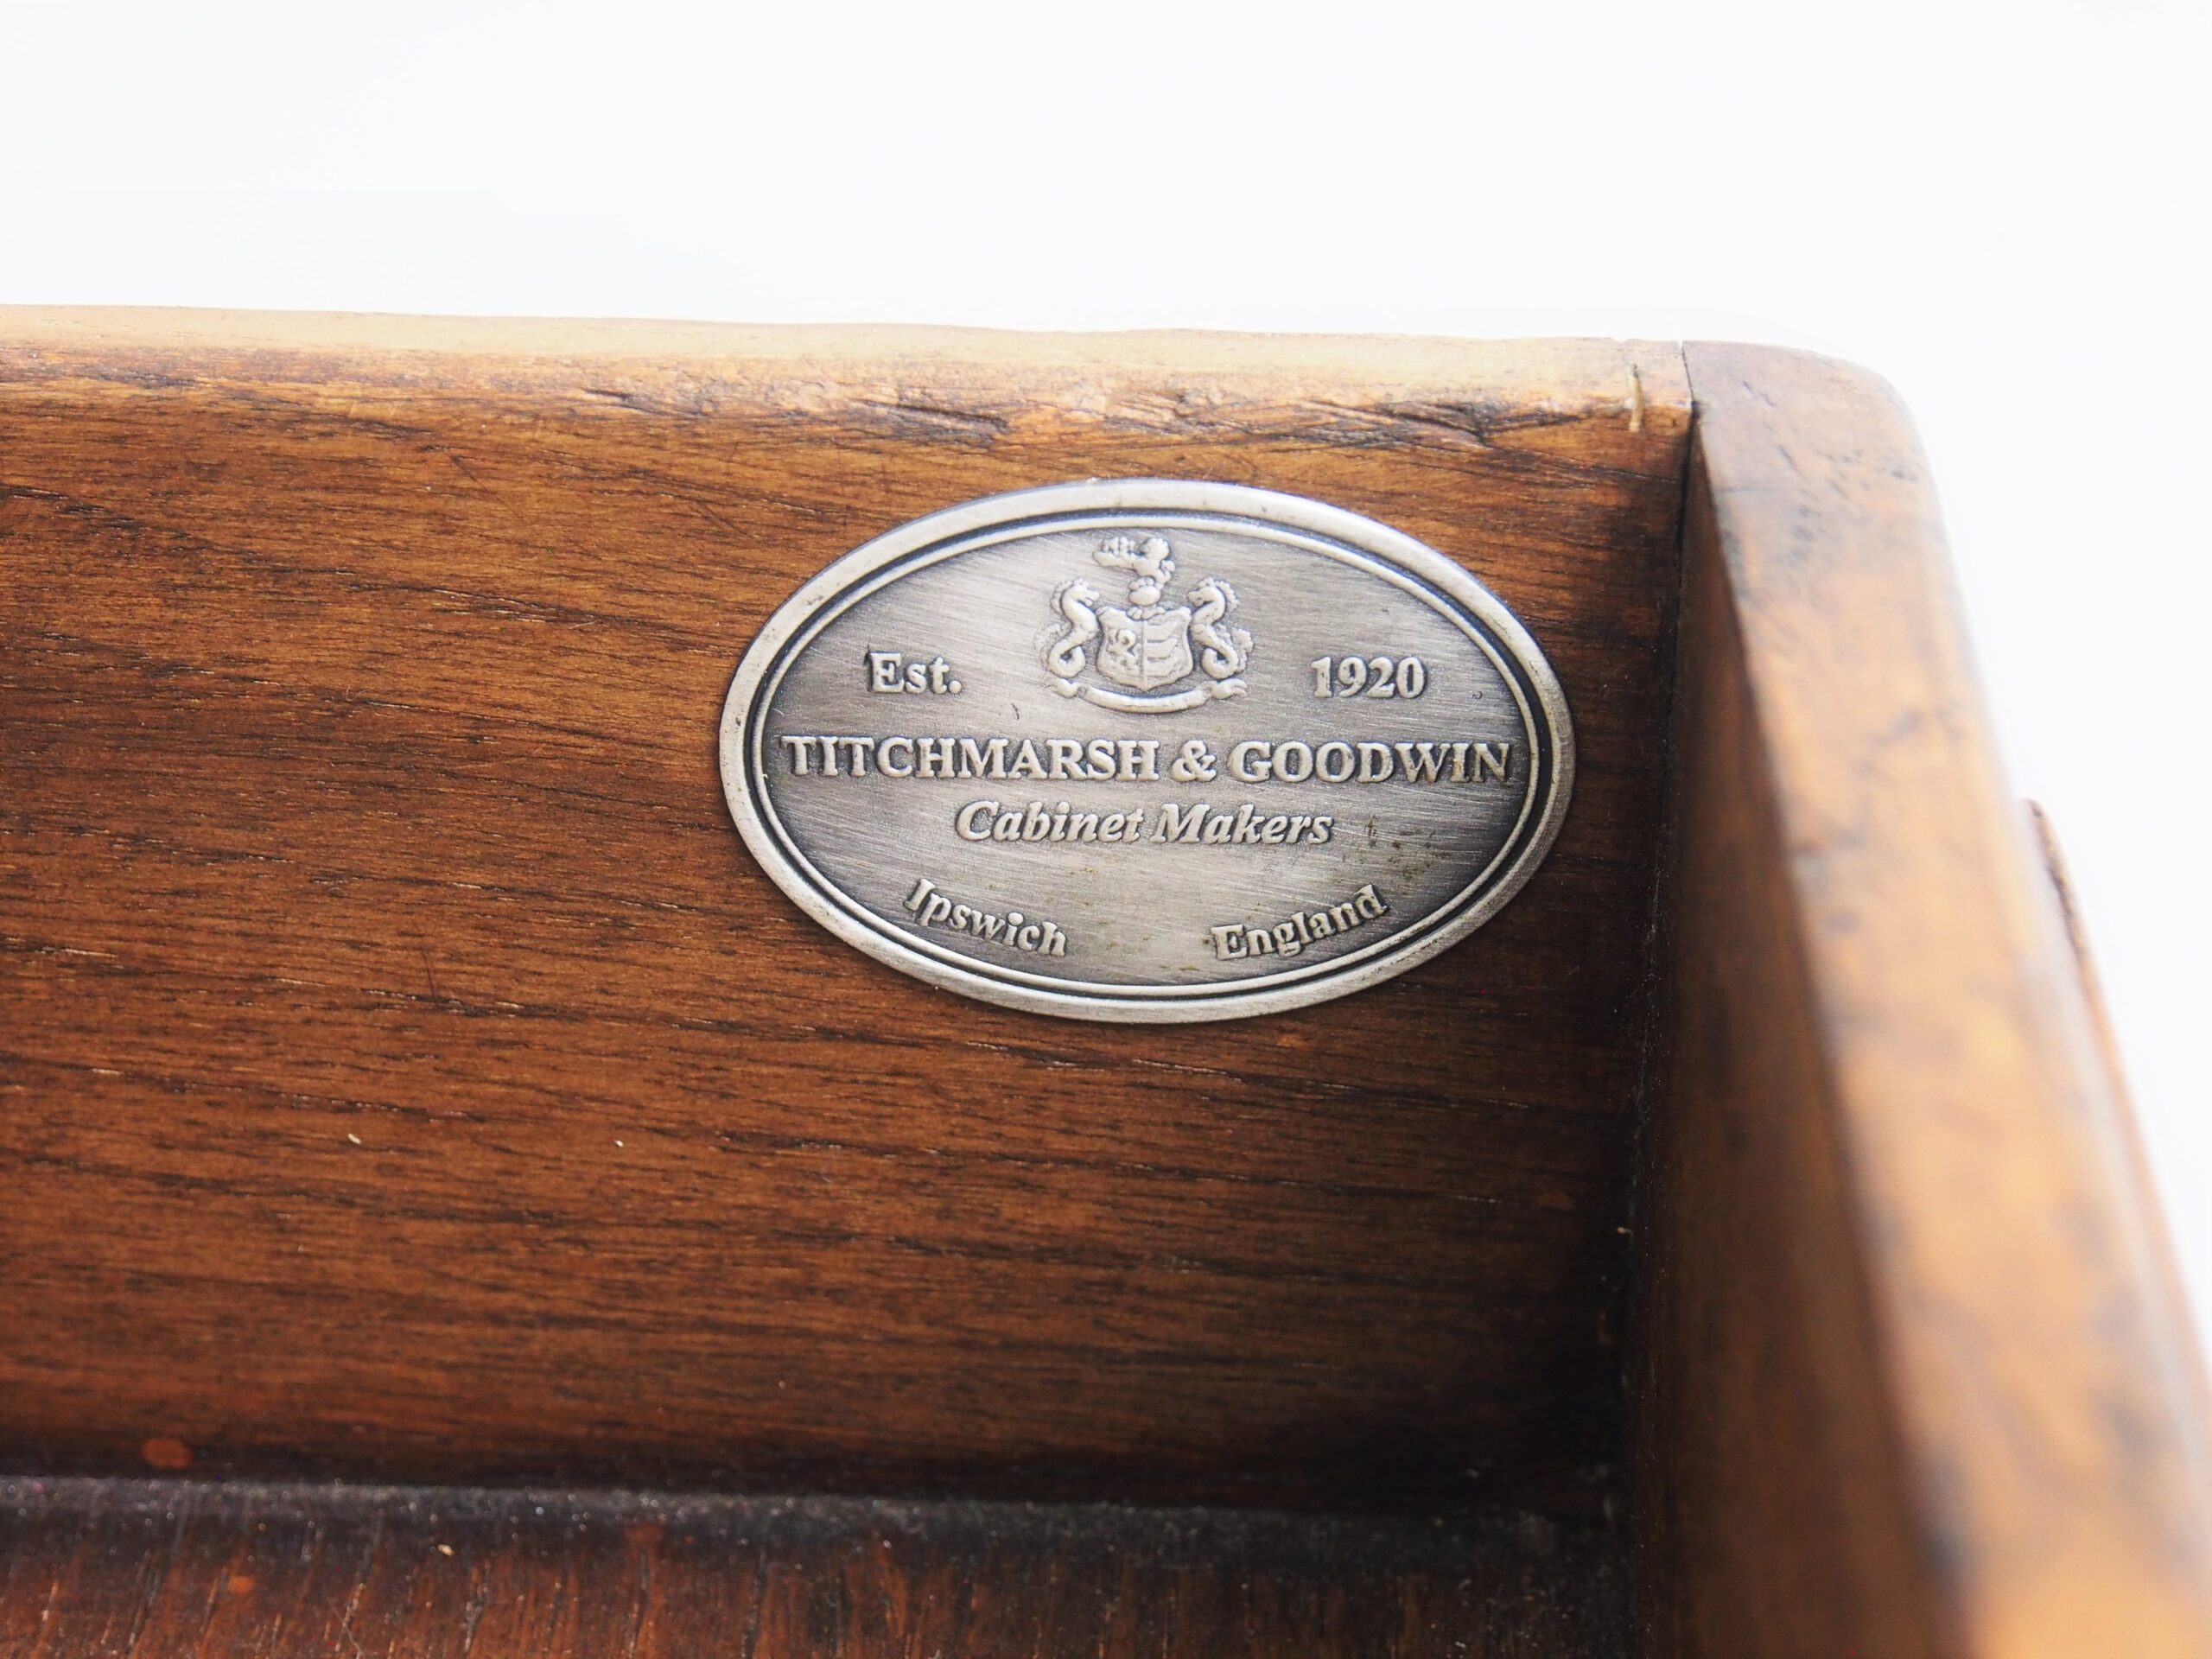 Est. 1920
TITCHMARSH & GOODWIN
Cabinet Makers
Ipswich England